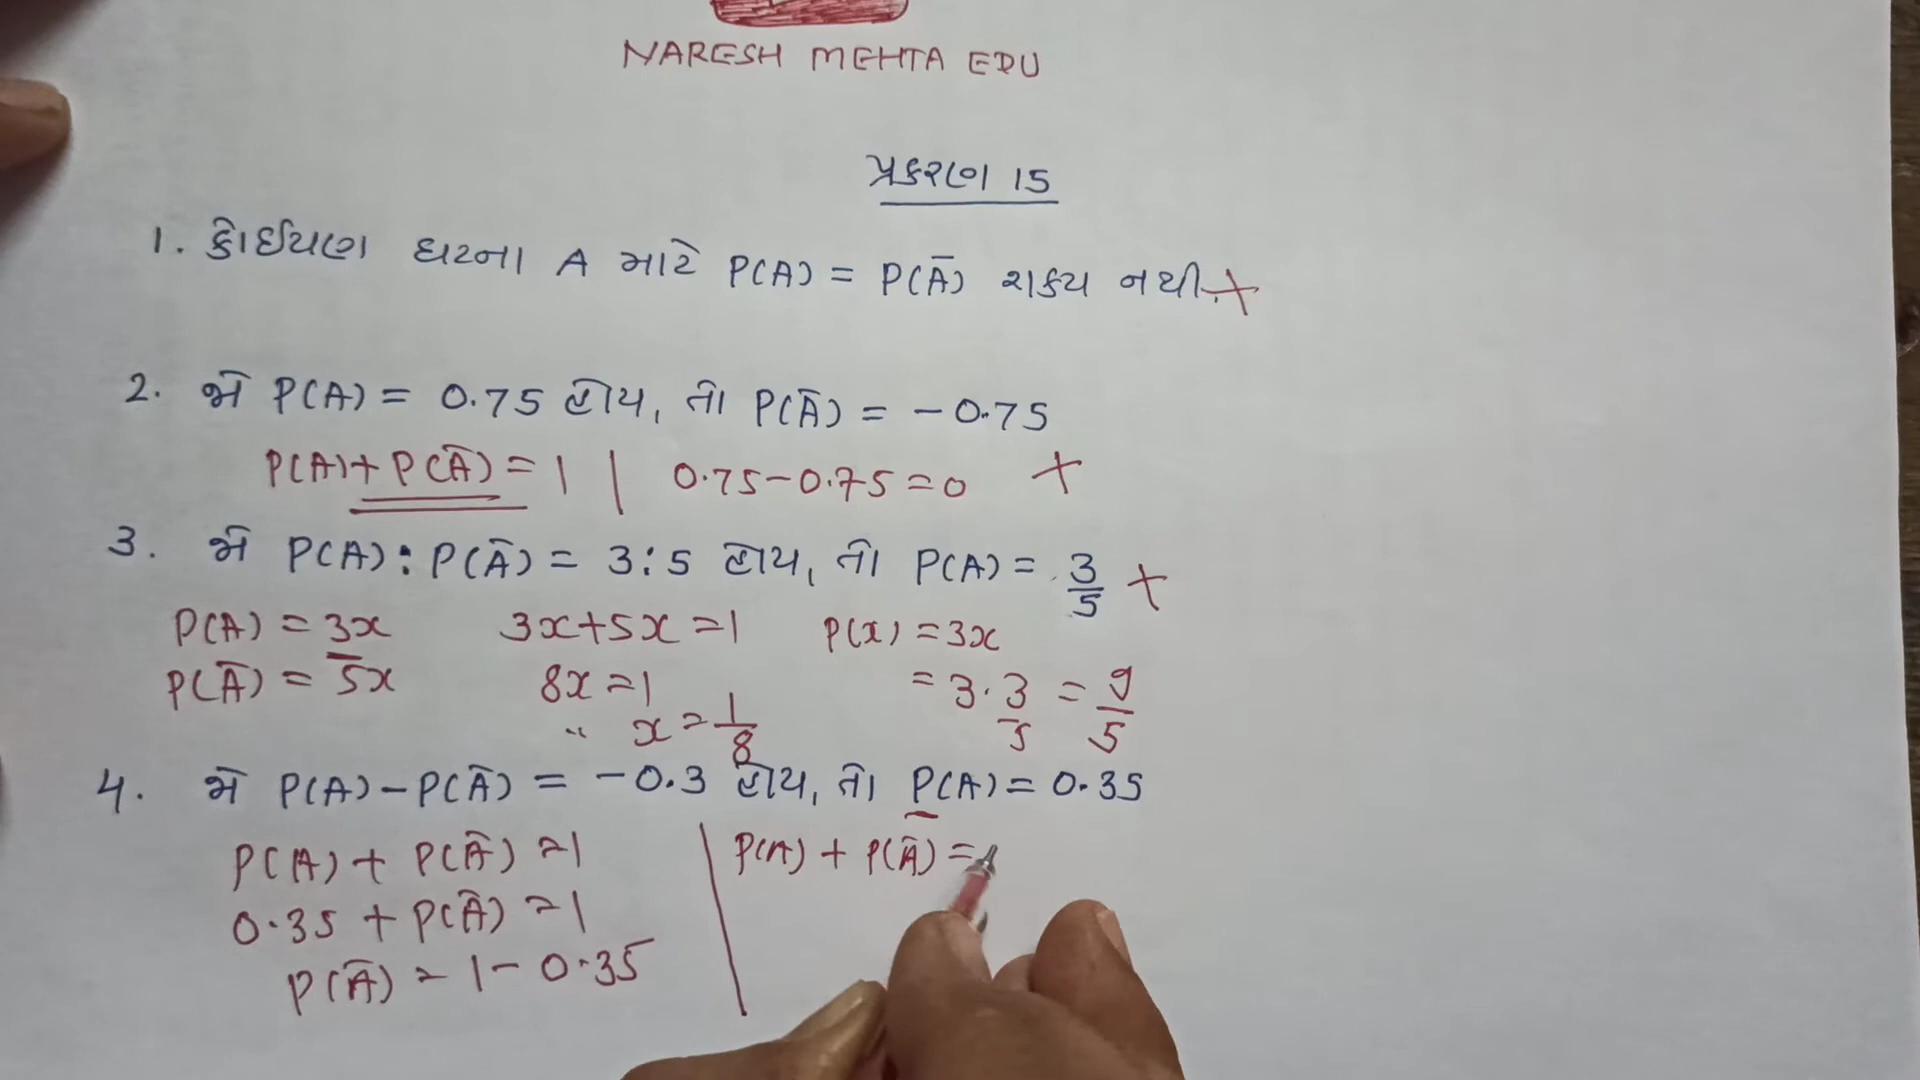 NARESH MEHTA EDU
પ્રકરણ 15
1. કોઈપણ ઘટના A માટે P(A) = P(Ā) શક્ય નથી. ×
2. જો P(A) = 0.75 હોય, તો P(Ā) = -0.75
P(A) + P(Ā) = 1 | 0.75-0.75=0 ×
3. જો P(A) : P(Ā) = 3:5 હોય, તો P(A) = 3/5 ×
P(A) = 3x 3x+5x=1 P(x) = 3x
P(Ā) = 5x 8x=1 = 3·3/5 = 9/5
∴ x = 1/8
4. જો P(A)-P(Ā) = -0.3 હોય, તો P(A) = 0.35
P(A) + P(Ā) = 1 | P(A) + P(Ā) =
0.35 + P(Ā) = 1
P(Ā) = 1-0.35